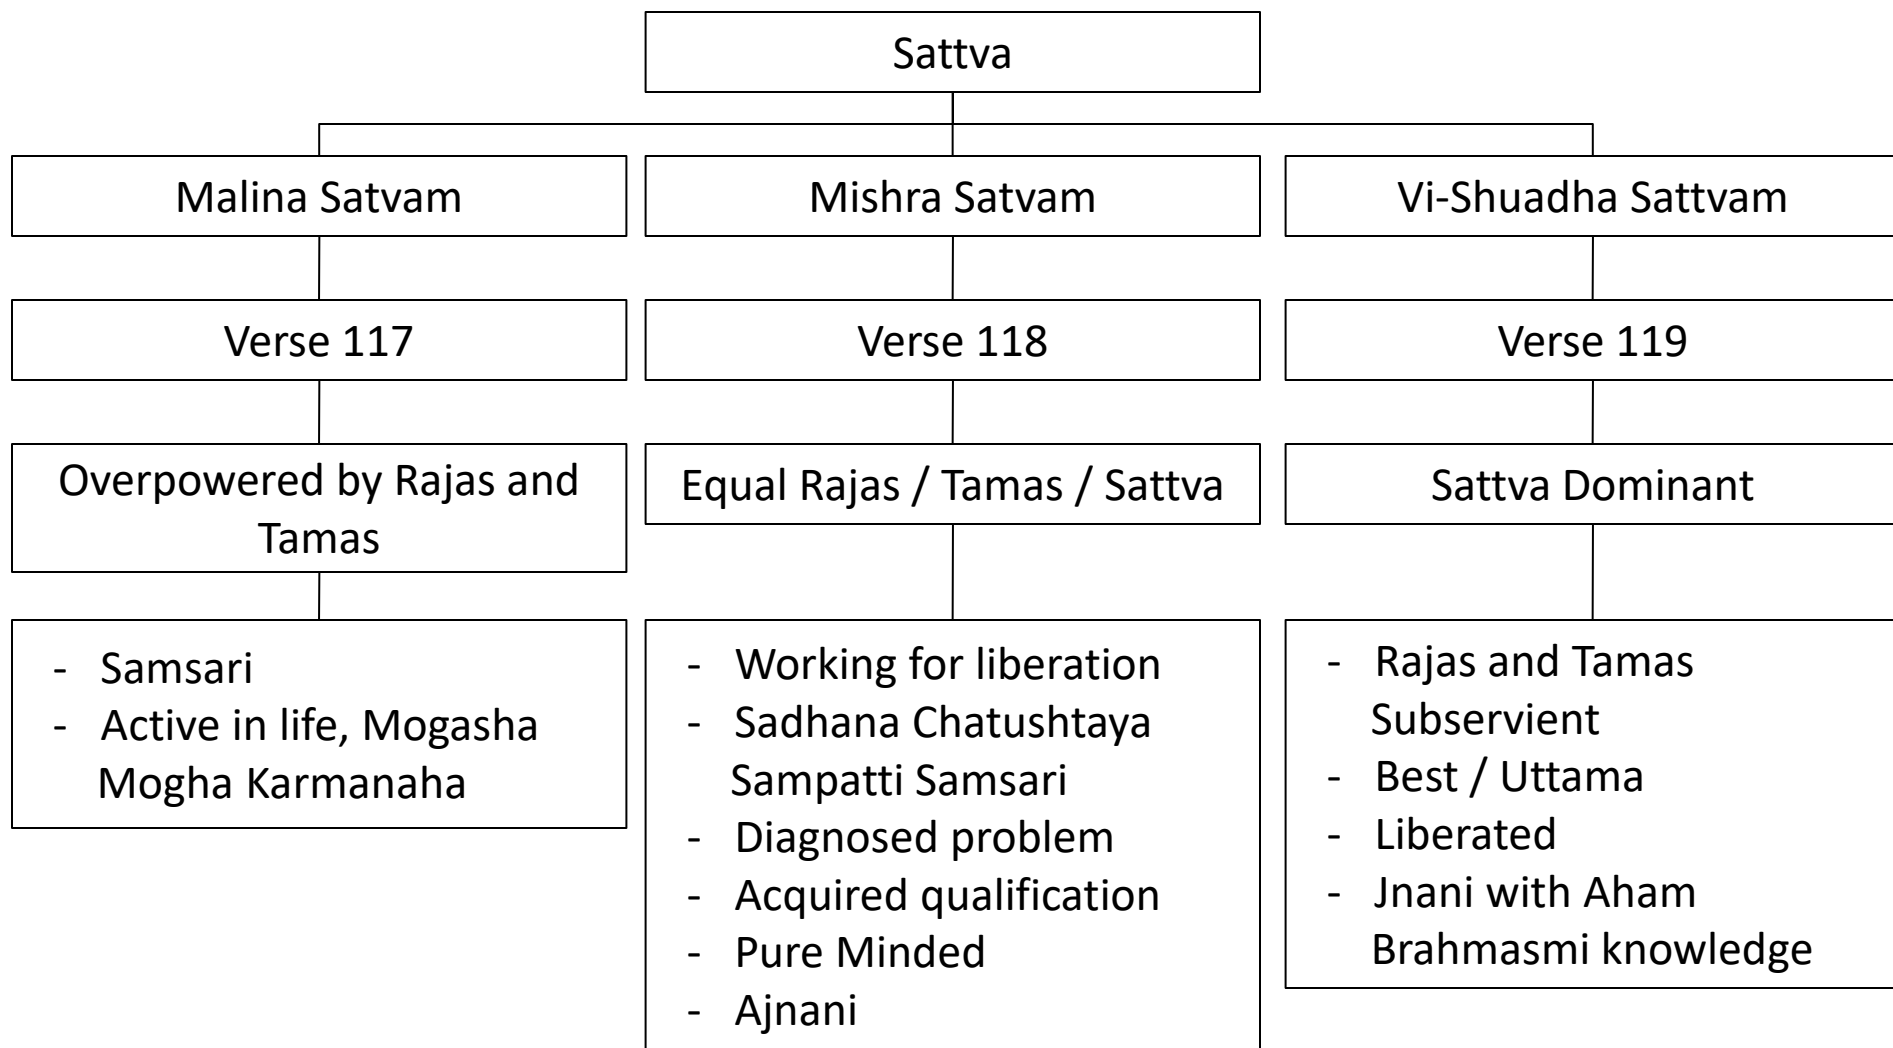 Sattva
Malina Satvam
Mishra Satvam
Vi-Shuadha Sattvam
Verse 117
Verse 118
Verse 119
Overpowered by Rajas and
Tamas
Equal Rajas / Tamas / Sattva
Sattva Dominant
- Samsari
- Active in life, Mogasha
Mogha Karmanaha
- Working for liberation
- Sadhana Chatushtaya
Sampatti Samsari
- Diagnosed problem
- Acquired qualification
- Pure Minded
- Ajnani
- Rajas and Tamas
Subservient
- Best / Uttama
- Liberated
- Jnani with Aham
Brahmasmi knowledge